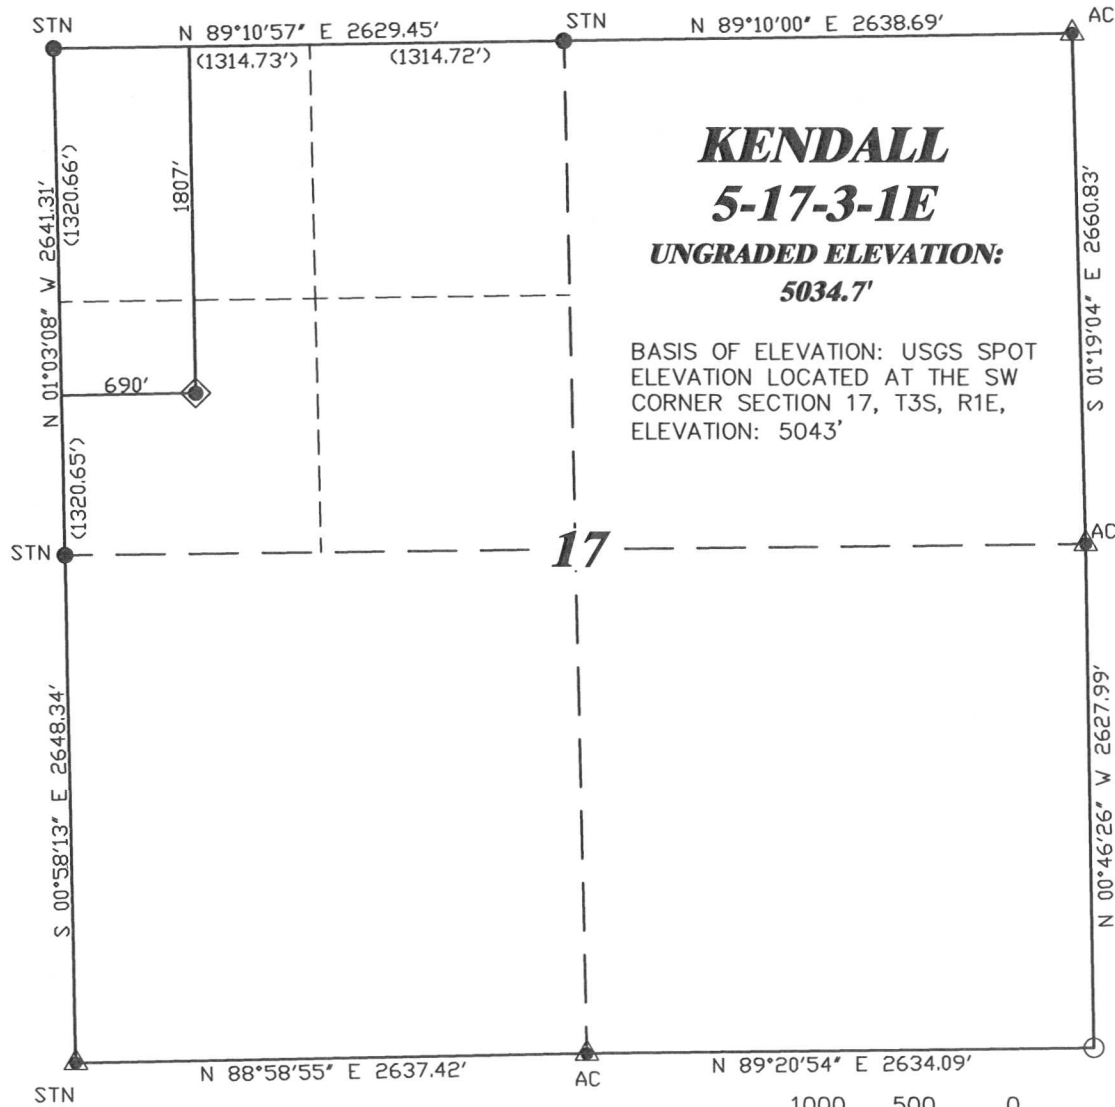 STN
N 89°10'57" E 2629.45'
STN
N 89°10'00" E 2638.69'
AC
(1314.73')
(1314.72')
N 01°03'08" W 2641.31'
(1320.66')
1807'
KENDALL
5-17-3-1E
UNGRADED ELEVATION:
5034.7'
BASIS OF ELEVATION: USGS SPOT
ELEVATION LOCATED AT THE SW
CORNER SECTION 17, T3S, R1E,
ELEVATION: 5043'
S 01°19'04" E 2660.83'
690'
(1320.65')
STN
17
AC
S 00°58'13" E 2648.34'
N 00°46'26" W 2627.99'
N 88°58'55" E 2637.42'
N 89°20'54" E 2634.09'
STN
AC
1000 500 0